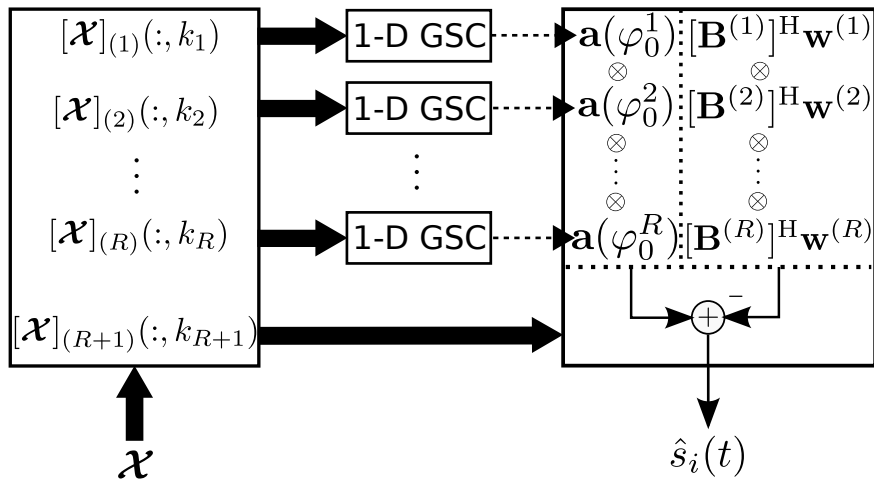 [𝓧]₍₁₎(:, k₁) 1-D GSC a(φ₀¹) [B⁽¹⁾]ᴴw⁽¹⁾
⊗ ⊗
[𝓧]₍₂₎(:, k₂) 1-D GSC a(φ₀²) [B⁽²⁾]ᴴw⁽²⁾
⊗ ⊗
⋮ ⋮ ⋮ ⋮
⊗ ⊗
[𝓧]₍R₎(:, k_R) 1-D GSC a(φ₀ᴿ) [B⁽ᴿ⁾]ᴴw⁽ᴿ⁾
+ −
[𝓧]₍R₊₁₎(:, k_{R+1})
𝓧
ŝᵢ(t)